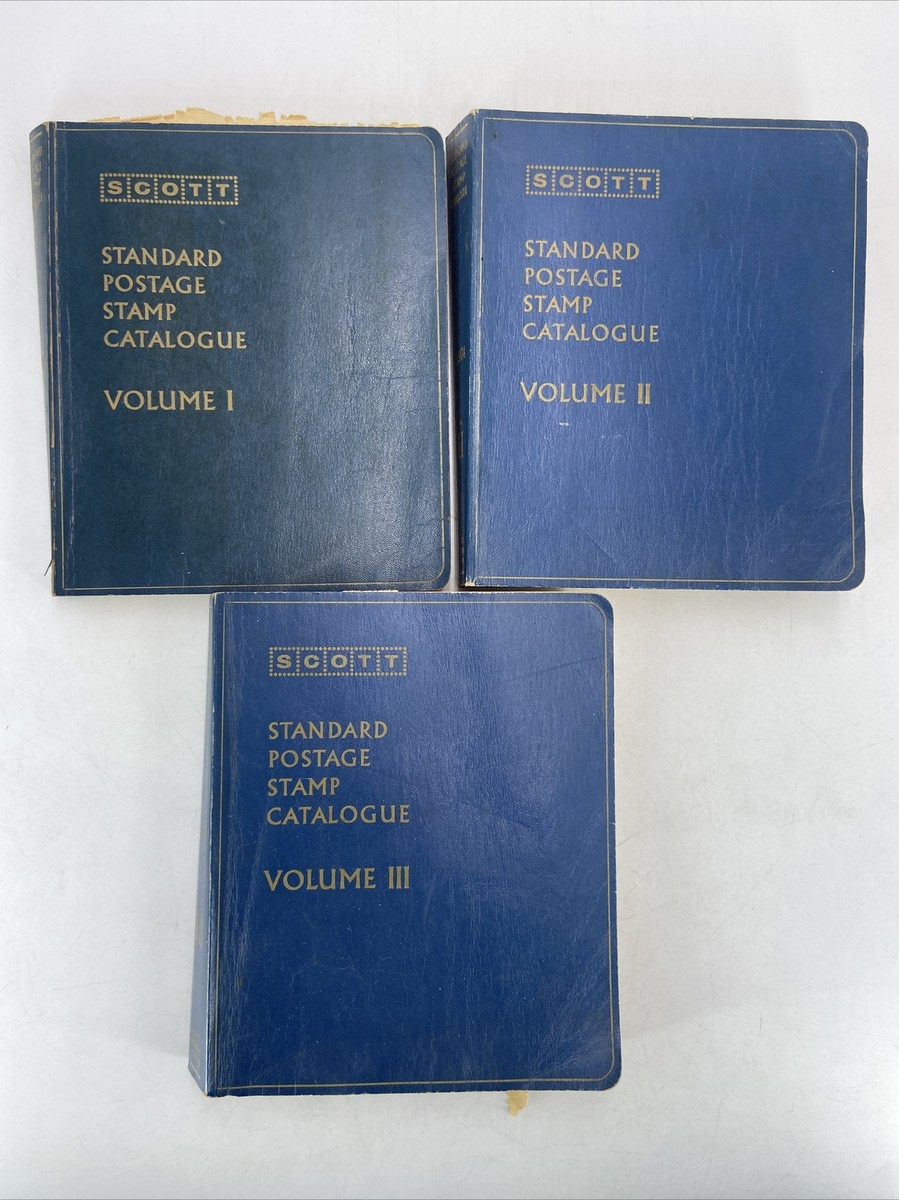 SCOTT
STANDARD
POSTAGE
STAMP
CATALOGUE
VOLUME I
SCOTT
STANDARD
POSTAGE
STAMP
CATALOGUE
VOLUME II
SCOTT
STANDARD
POSTAGE
STAMP
CATALOGUE
VOLUME III